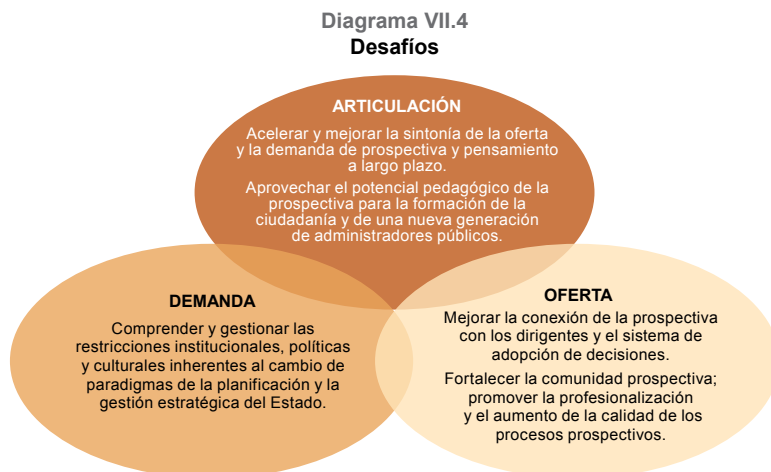 Diagrama VII.4
Desafíos
ARTICULACIÓN
Acelerar y mejorar la sintonía de la oferta
y la demanda de prospectiva y pensamiento
a largo plazo.
Aprovechar el potencial pedagógico de la
prospectiva para la formación de la
ciudadanía y de una nueva generación
de administradores públicos.
DEMANDA
Comprender y gestionar las
restricciones institucionales, políticas
y culturales inherentes al cambio de
paradigmas de la planificación y la
gestión estratégica del Estado.
OFERTA
Mejorar la conexión de la prospectiva
con los dirigentes y el sistema de
adopción de decisiones.
Fortalecer la comunidad prospectiva;
promover la profesionalización
y el aumento de la calidad de los
procesos prospectivos.